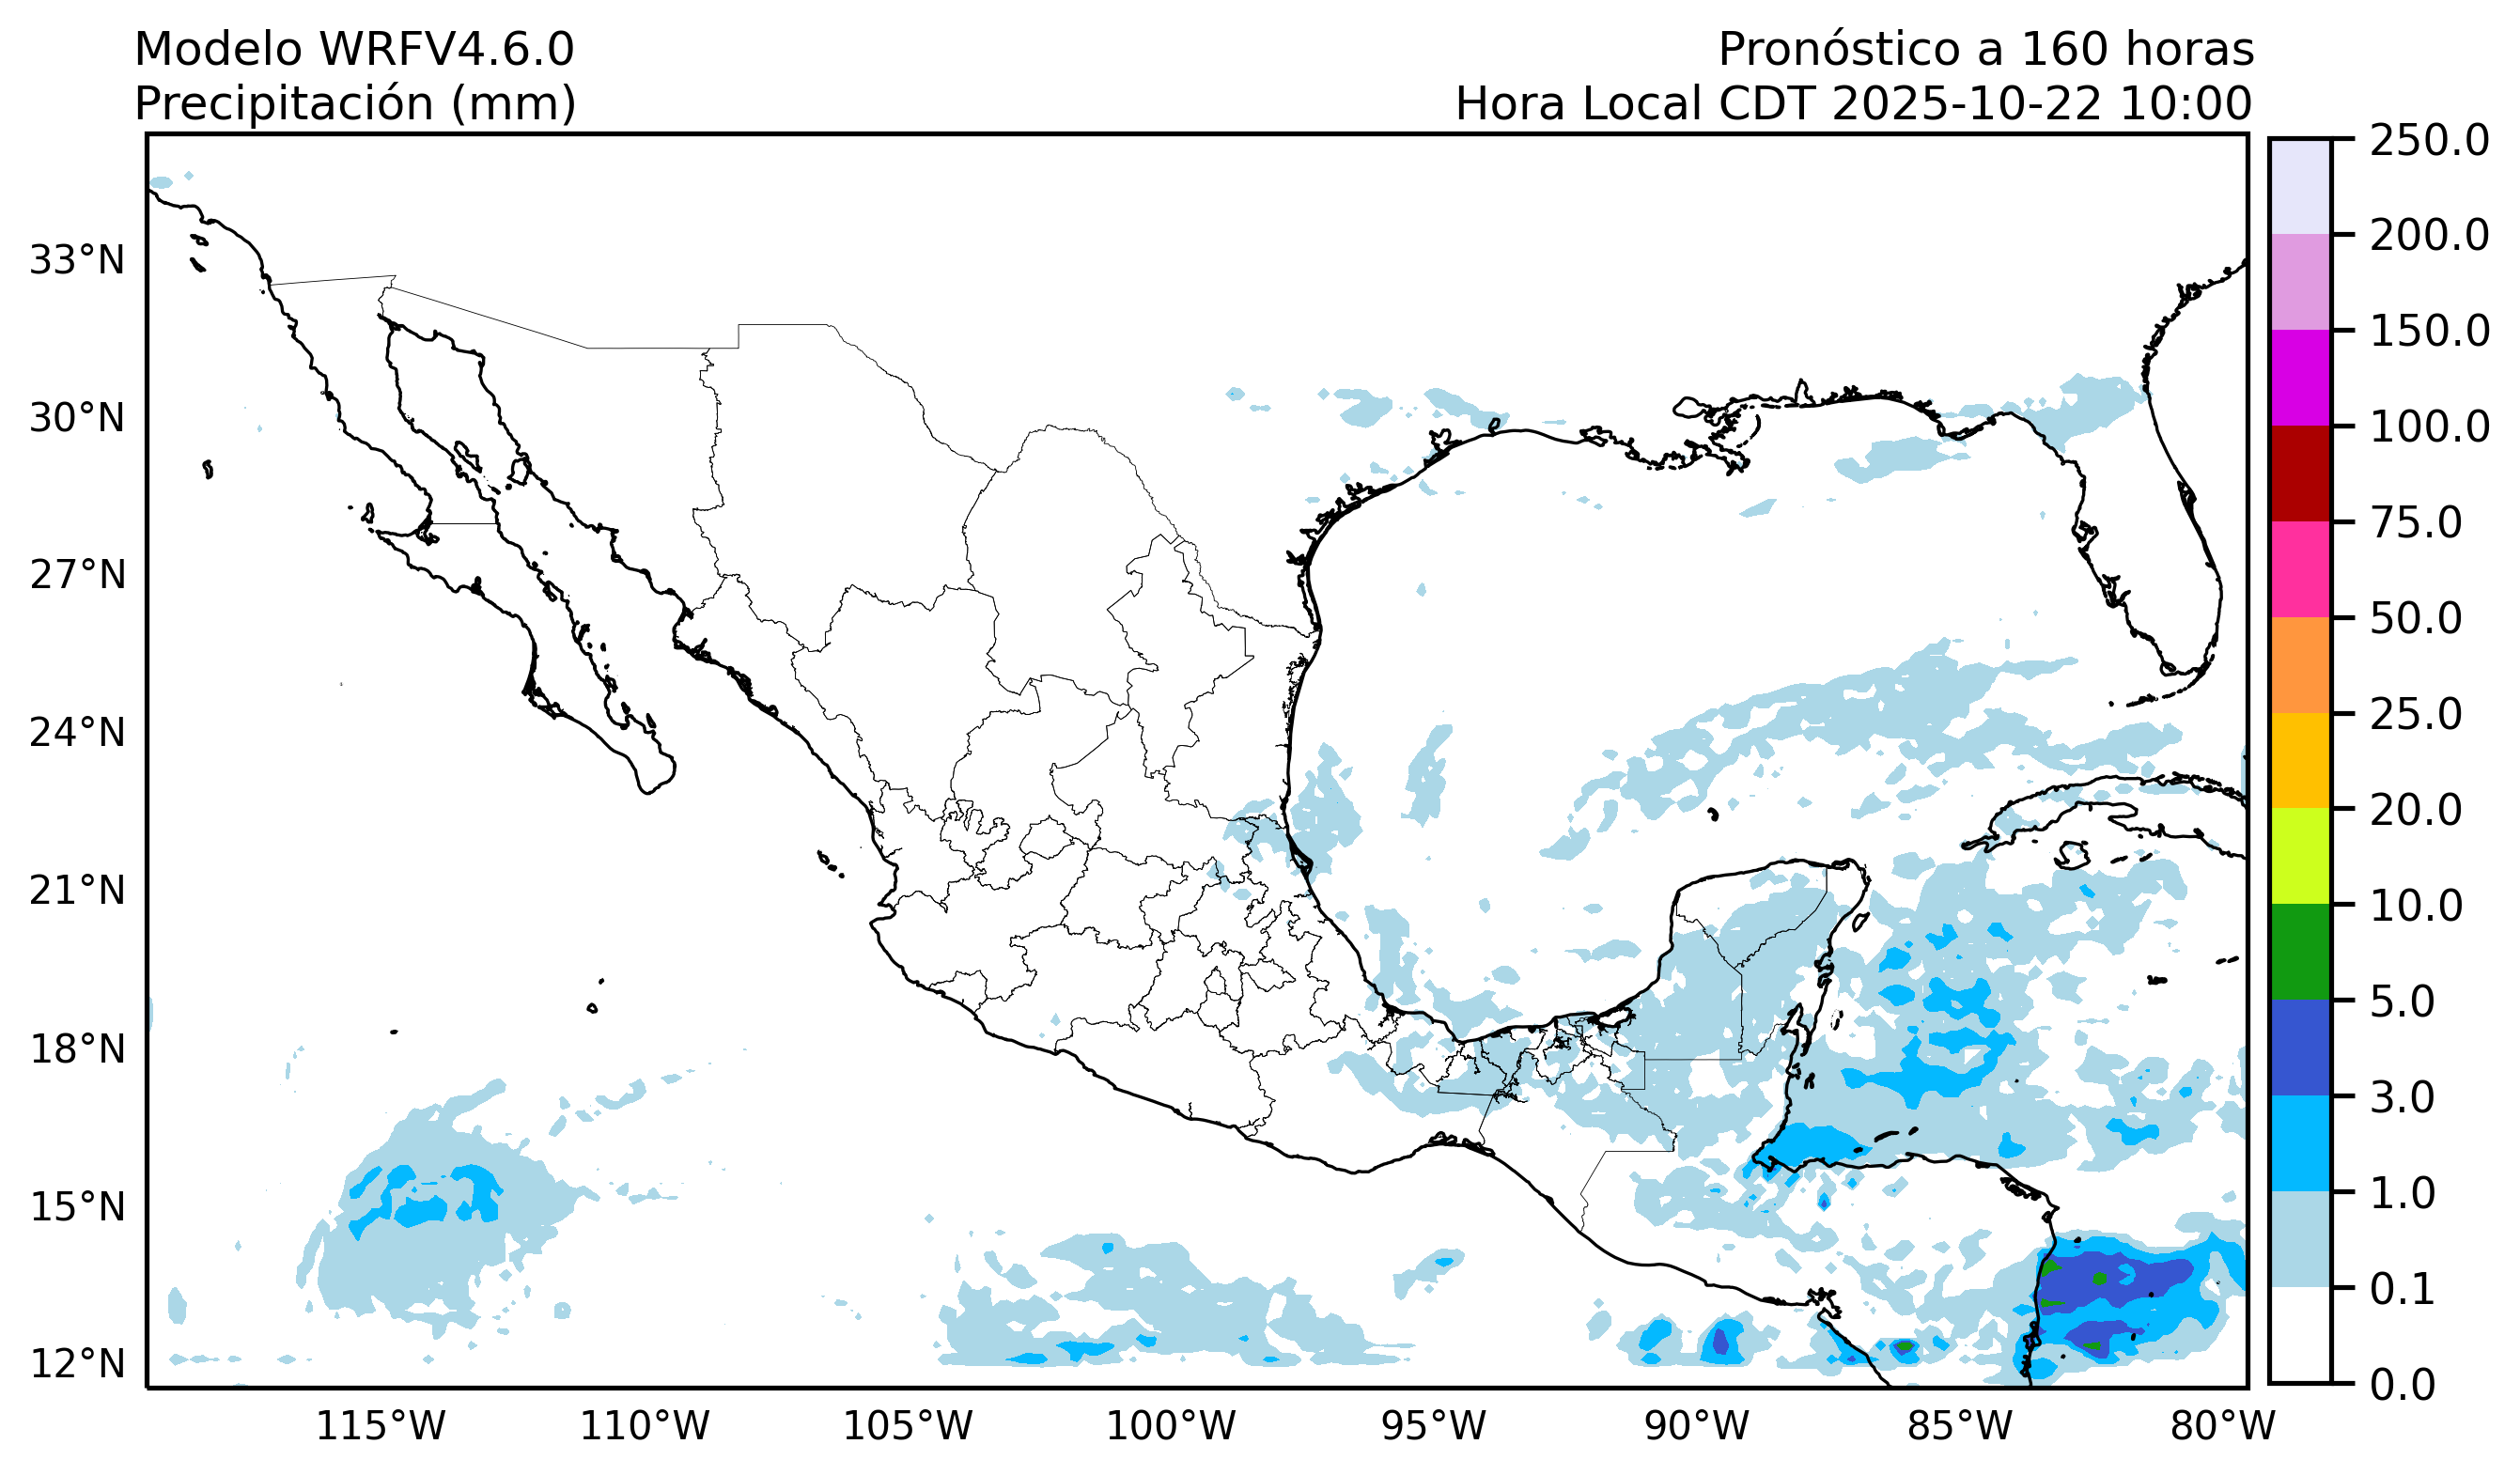 Modelo WRFV4.6.0
Precipitación (mm)
Pronóstico a 160 horas
Hora Local CDT 2025-10-22 10:00
33°N
30°N
27°N
24°N
21°N
18°N
15°N
12°N
115°W
110°W
105°W
100°W
95°W
90°W
85°W
80°W
250.0
200.0
150.0
100.0
75.0
50.0
25.0
20.0
10.0
5.0
3.0
1.0
0.1
0.0